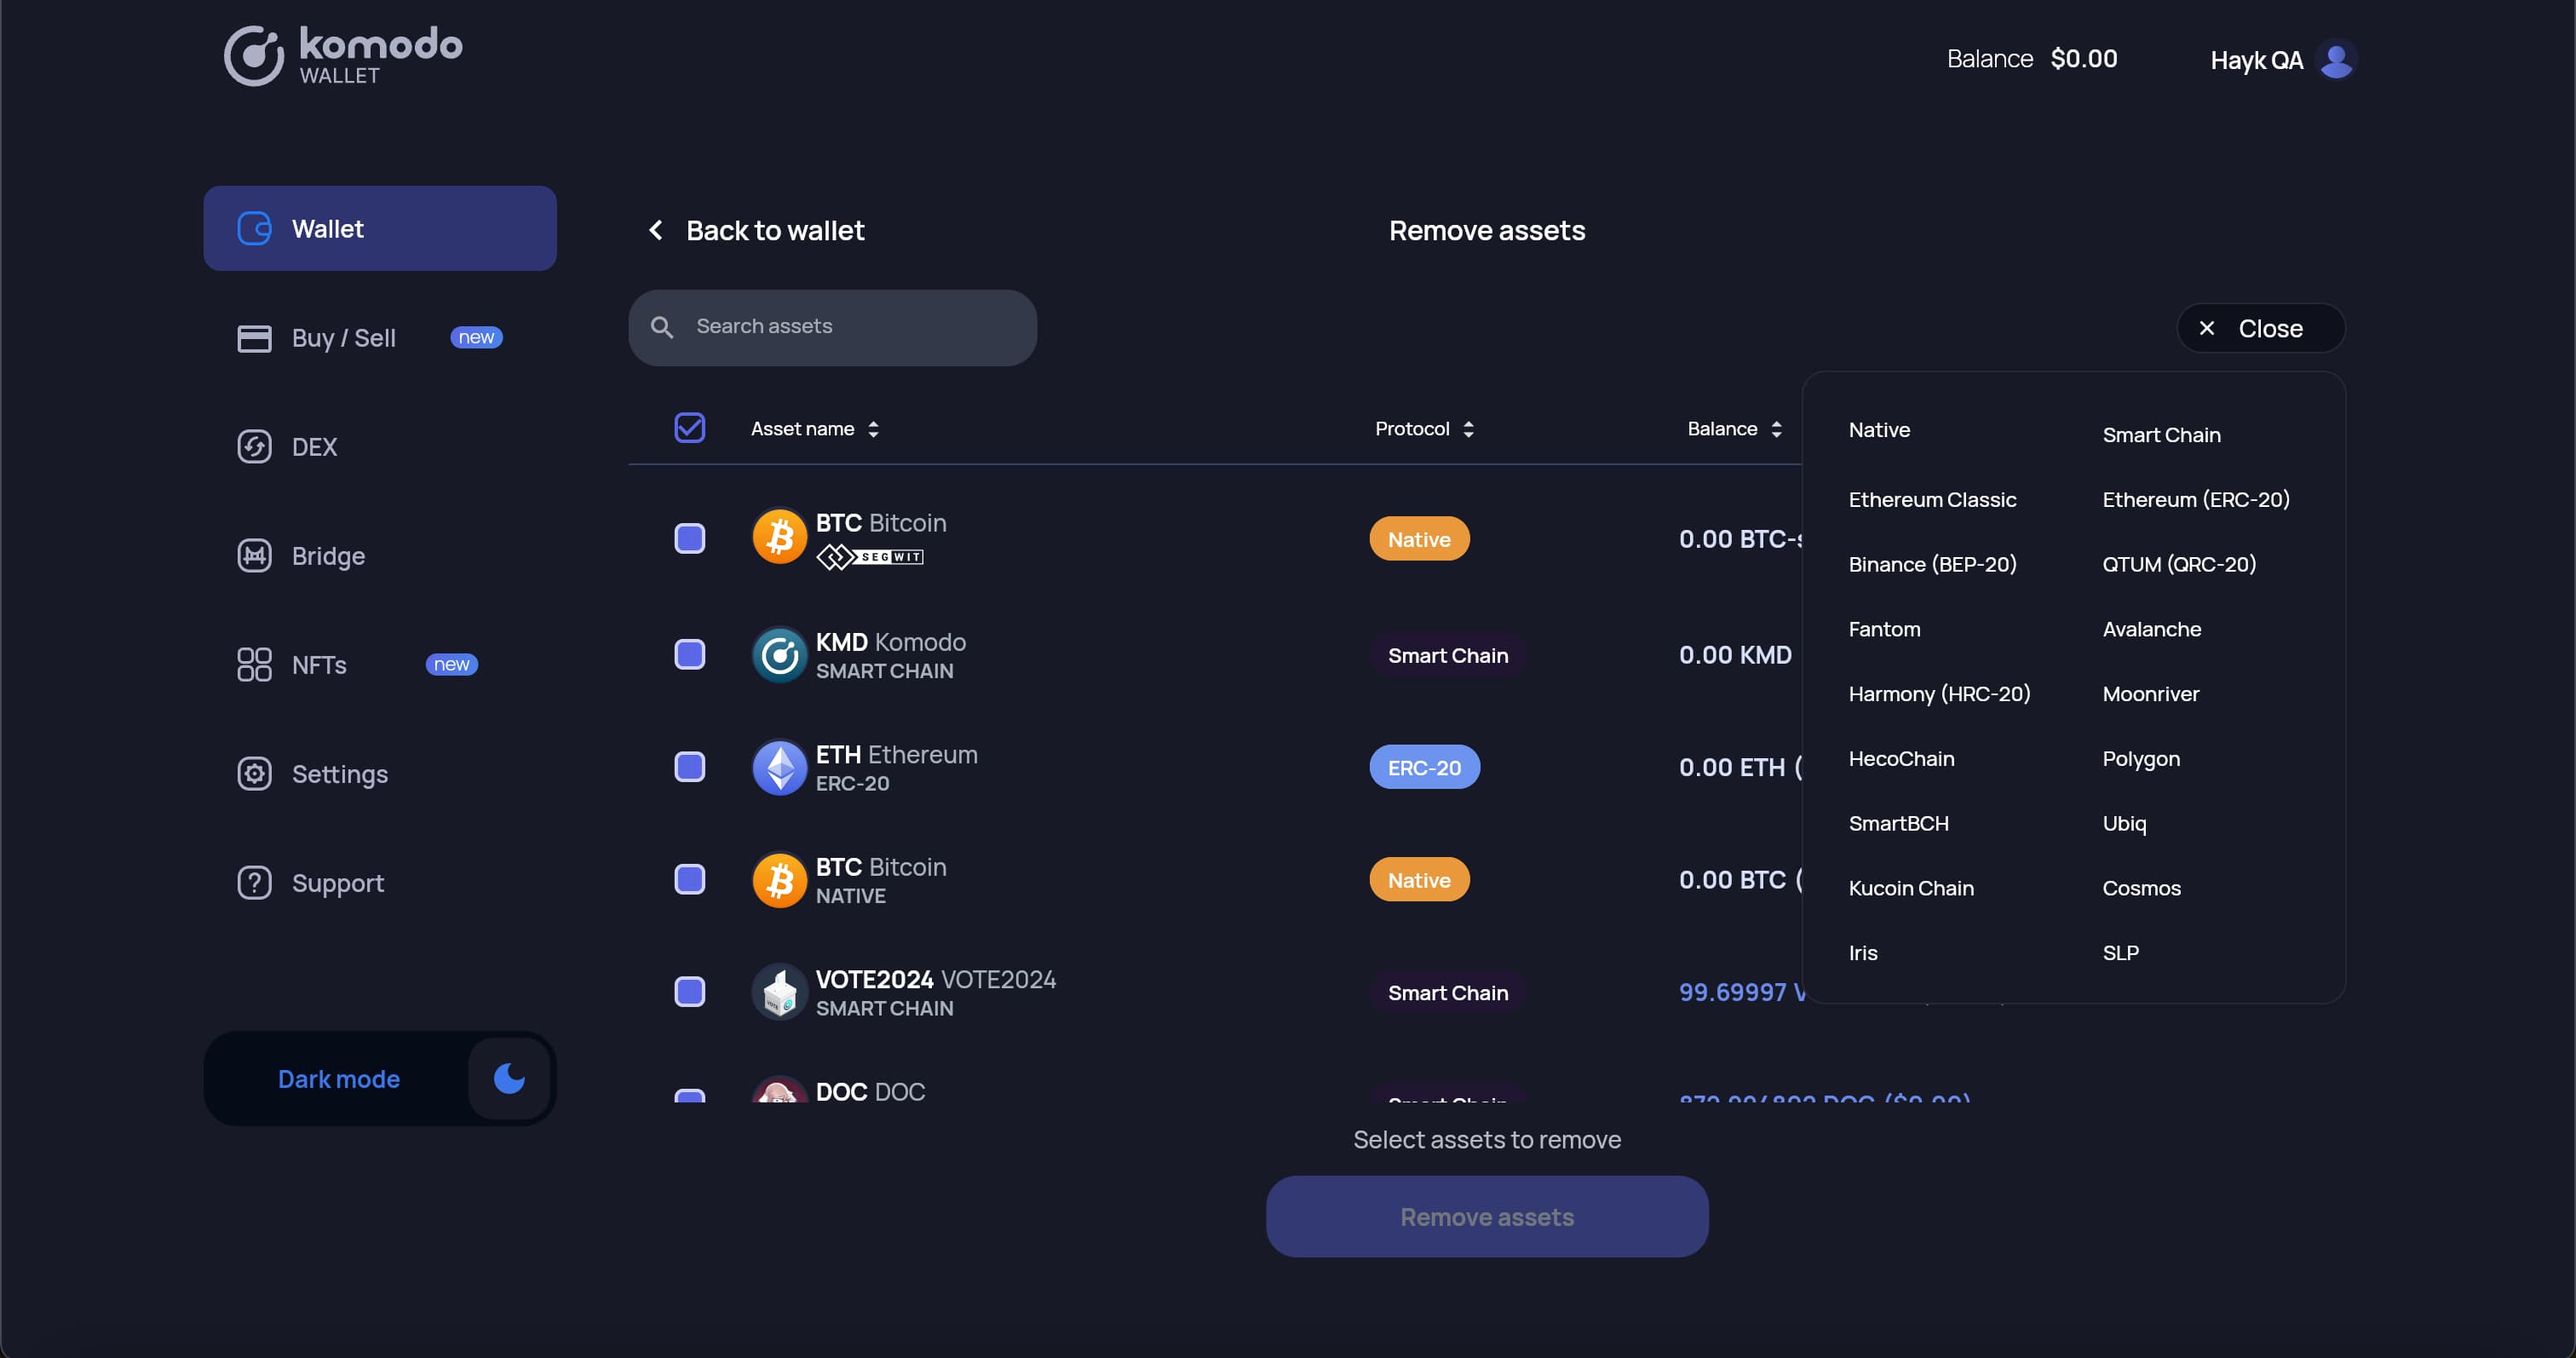 komodo
WALLET
Balance $0.00
Hayk QA
Wallet
Buy / Sell new
DEX
Bridge
NFTs new
Settings
Support
Dark mode
Back to wallet
Remove assets
Search assets
Close
Asset name
Protocol
Balance
BTC Bitcoin
SEGWIT
Native
0.00 BTC-s
KMD Komodo
SMART CHAIN
Smart Chain
0.00 KMD
ETH Ethereum
ERC-20
ERC-20
0.00 ETH (
BTC Bitcoin
NATIVE
Native
0.00 BTC (
VOTE2024 VOTE2024
SMART CHAIN
Smart Chain
99.69997 V
DOC DOC
Smart Chain
DOC ($0.00)
Native
Smart Chain
Ethereum Classic
Ethereum (ERC-20)
Binance (BEP-20)
QTUM (QRC-20)
Fantom
Avalanche
Harmony (HRC-20)
Moonriver
HecoChain
Polygon
SmartBCH
Ubiq
Kucoin Chain
Cosmos
Iris
SLP
Select assets to remove
Remove assets